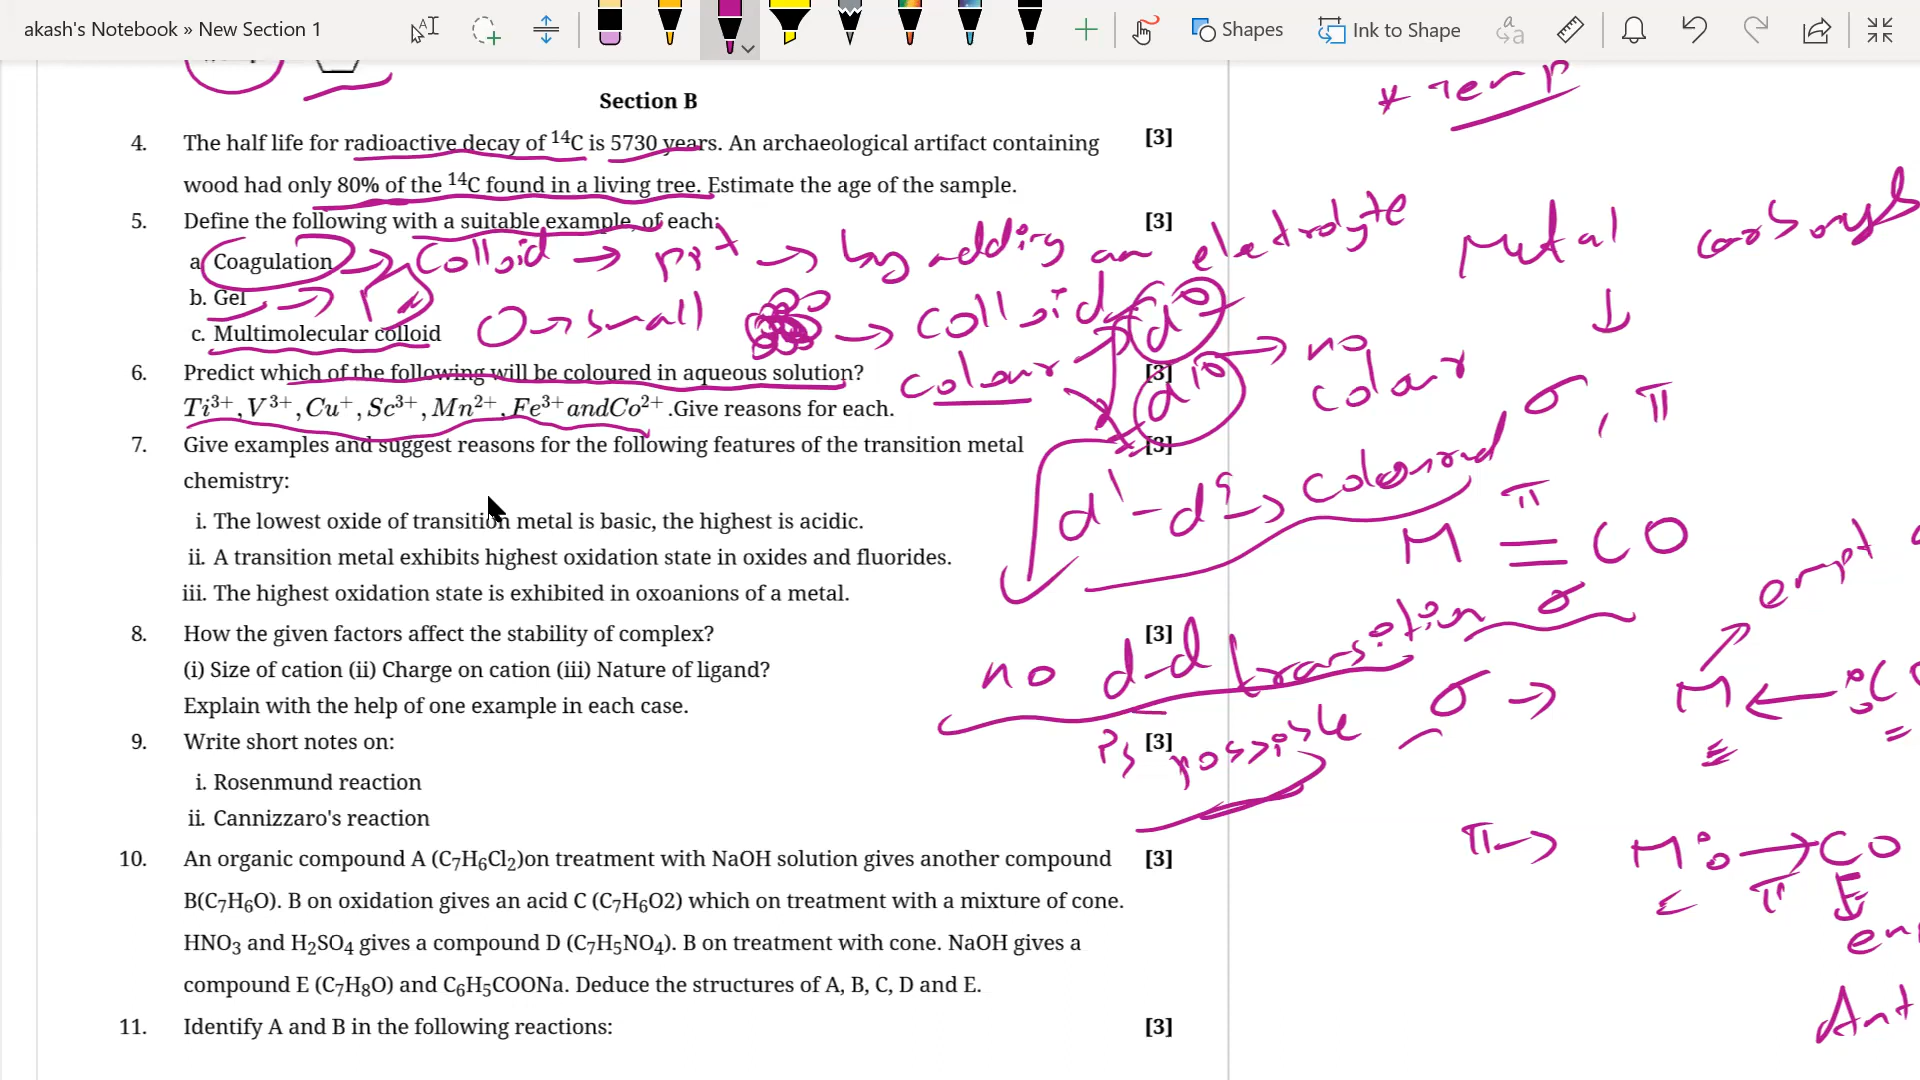 akash's Notebook » New Section 1
Shapes
Ink to Shape
* Temp
Section B
4. The half life for radioactive decay of ¹⁴C is 5730 years. An archaeological artifact containing [3]
wood had only 80% of the ¹⁴C found in a living tree. Estimate the age of the sample.
5. Define the following with a suitable example, of each: [3]
a. Coagulation → Colloid → ppt → by adding an eletrolyte
Metal carbonyls
b. Gel →
O → small → colloid
c. Multimolecular colloid
d⁰
↓
6. Predict which of the following will be coloured in aqueous solution? [3]
colour
d¹⁰ → no colour
Ti³⁺, V³⁺, Cu⁺, Sc³⁺, Mn²⁺, Fe³⁺andCo²⁺.Give reasons for each.
σ, π
7. Give examples and suggest reasons for the following features of the transition metal [3]
chemistry:
d¹ - d⁹ → coloured
π
i. The lowest oxide of transition metal is basic, the highest is acidic.
M = CO
ii. A transition metal exhibits highest oxidation state in oxides and fluorides.
σ
iii. The highest oxidation state is exhibited in oxoanions of a metal.
8. How the given factors affect the stability of complex? [3]
(i) Size of cation (ii) Charge on cation (iii) Nature of ligand?
no d-d transition
is possible
σ → M ←
Explain with the help of one example in each case.
9. Write short notes on: [3]
i. Rosenmund reaction
ii. Cannizzaro's reaction
π → M → CO
π
10. An organic compound A (C₇H₆Cl₂)on treatment with NaOH solution gives another compound [3]
B(C₇H₆O). B on oxidation gives an acid C (C₇H₆O2) which on treatment with a mixture of cone.
HNO₃ and H₂SO₄ gives a compound D (C₇H₅NO₄). B on treatment with cone. NaOH gives a
compound E (C₇H₈O) and C₆H₅COONa. Deduce the structures of A, B, C, D and E.
11. Identify A and B in the following reactions: [3]